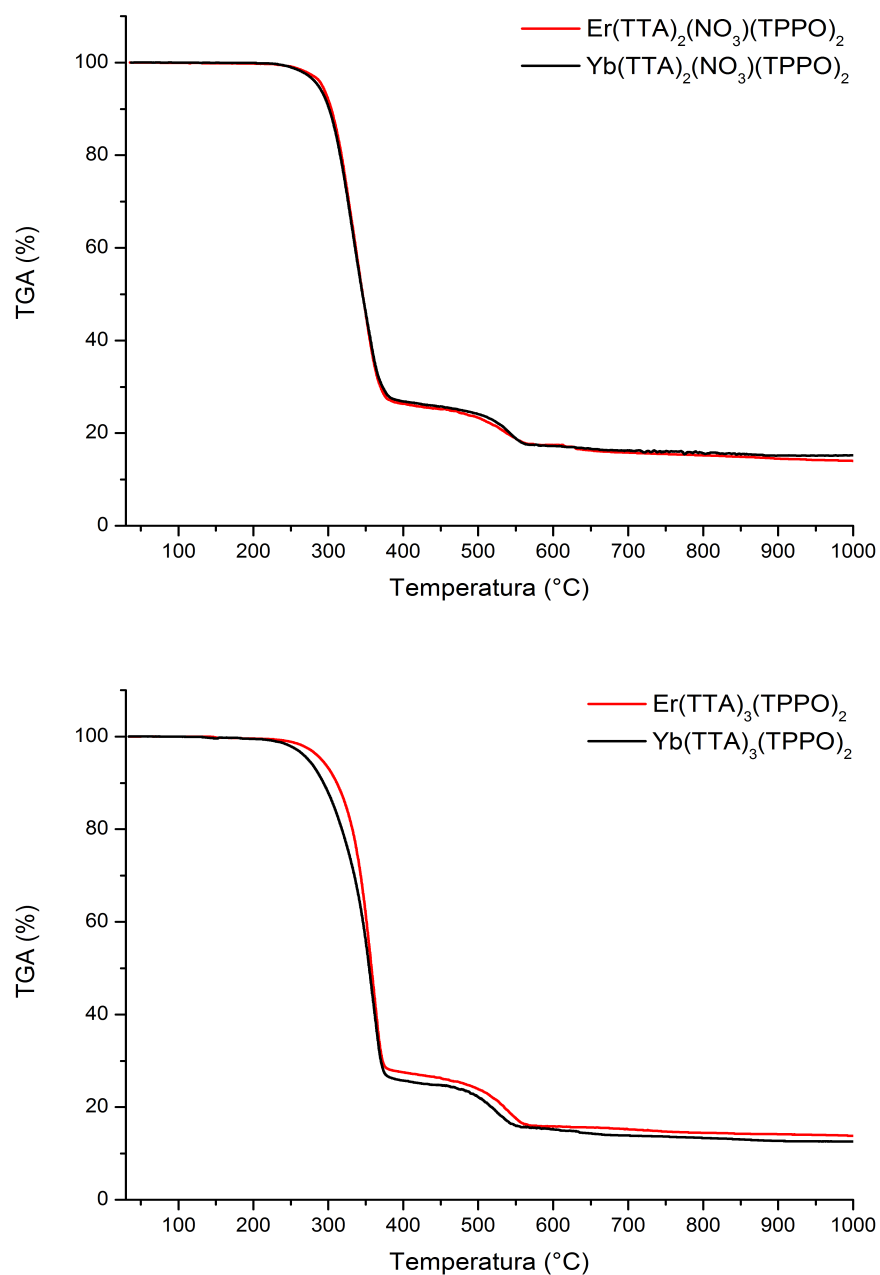 Er(TTA)₂(NO₃)(TPPO)₂
Yb(TTA)₂(NO₃)(TPPO)₂
100
80
60
40
20
0
TGA (%)
100 200 300 400 500 600 700 800 900 1000
Temperatura (°C)
Er(TTA)₃(TPPO)₂
Yb(TTA)₃(TPPO)₂
100
80
60
40
20
0
TGA (%)
100 200 300 400 500 600 700 800 900 1000
Temperatura (°C)